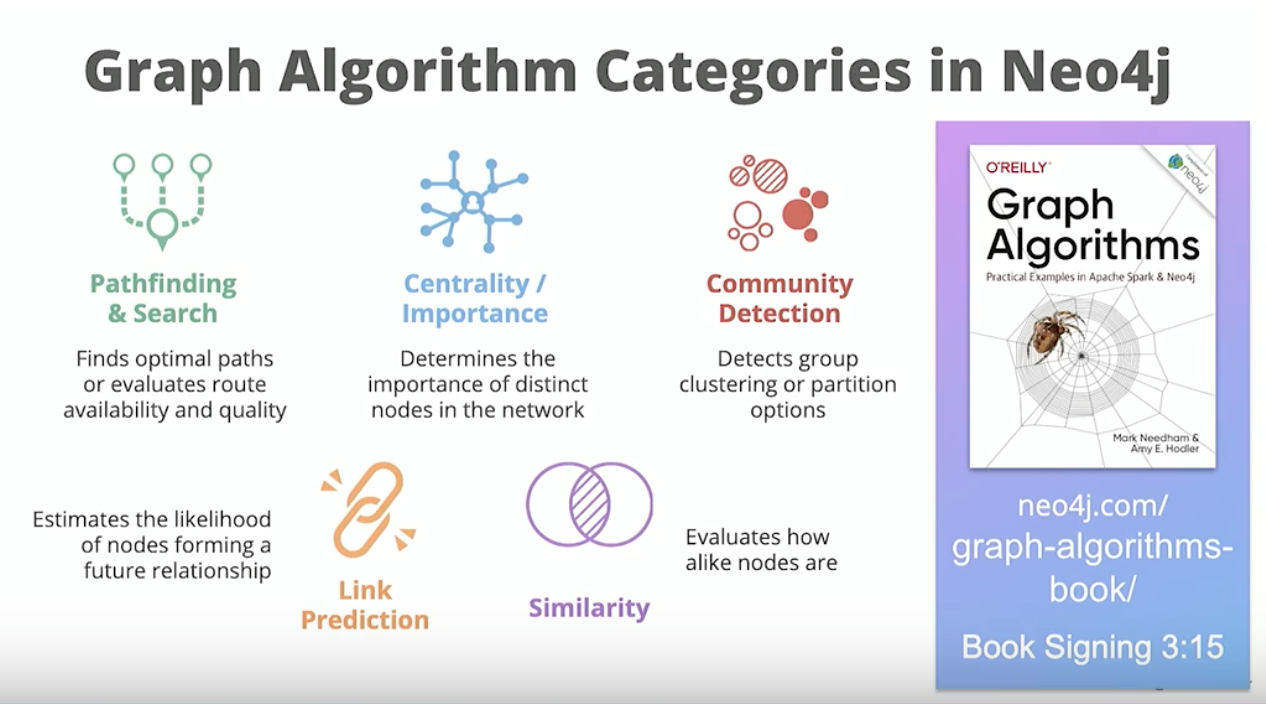 Graph Algorithm Categories in Neo4j
Pathfinding
& Search
Finds optimal paths
or evaluates route
availability and quality
Centrality /
Importance
Determines the
importance of distinct
nodes in the network
Community
Detection
Detects group
clustering or partition
options
Estimates the likelihood
of nodes forming a
future relationship
Link
Prediction
Similarity
Evaluates how
alike nodes are
O'REILLY®
neo4j
Graph
Algorithms
Practical Examples in Apache Spark & Neo4j
Mark Needham &
Amy E. Hodler
neo4j.com/
graph-algorithms-
book/
Book Signing 3:15